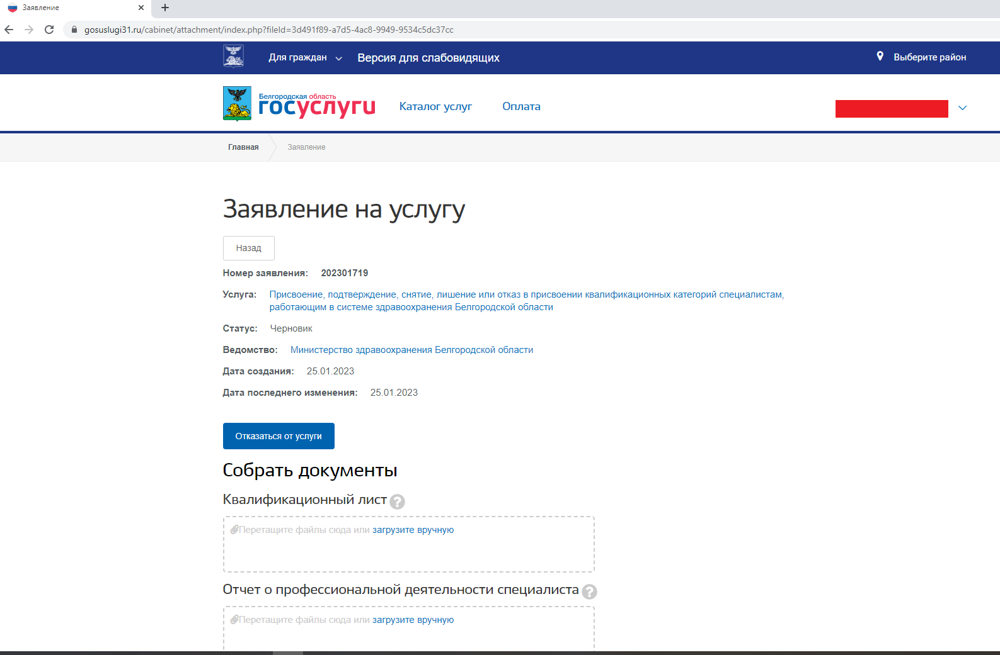 Заявление
gosuslugi31.ru/cabinet/attachment/index.php?fileId=3d491f89-a7d5-4ac8-9949-9534c5dc37cc
Для граждан Версия для слабовидящих Выберите район
Белгородская область
госуслуги Каталог услуг Оплата
Главная Заявление
Заявление на услугу
Назад
Номер заявления: 202301719
Услуга: Присвоение, подтверждение, снятие, лишение или отказ в присвоении квалификационных категорий специалистам,
работающим в системе здравоохранения Белгородской области
Статус: Черновик
Ведомство: Министерство здравоохранения Белгородской области
Дата создания: 25.01.2023
Дата последнего изменения: 25.01.2023
Отказаться от услуги
Собрать документы
Квалификационный лист ?
Перетащите файлы сюда или загрузите вручную
Отчет о профессиональной деятельности специалиста ?
Перетащите файлы сюда или загрузите вручную